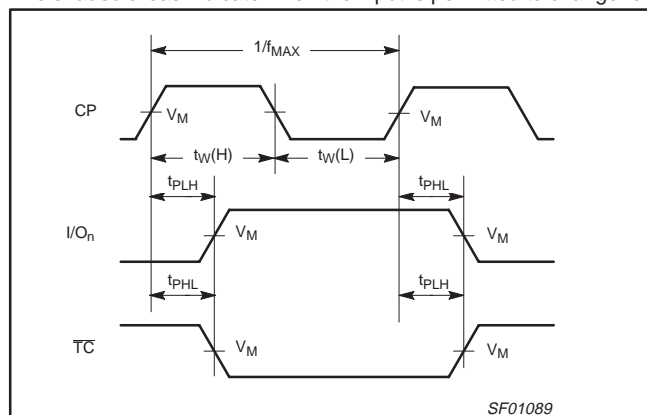 1/fMAX
CP
VM
VM
tW(H)
tW(L)
tPLH
tPHL
I/On
VM
VM
tPHL
tPLH
TC
VM
VM
SF01089